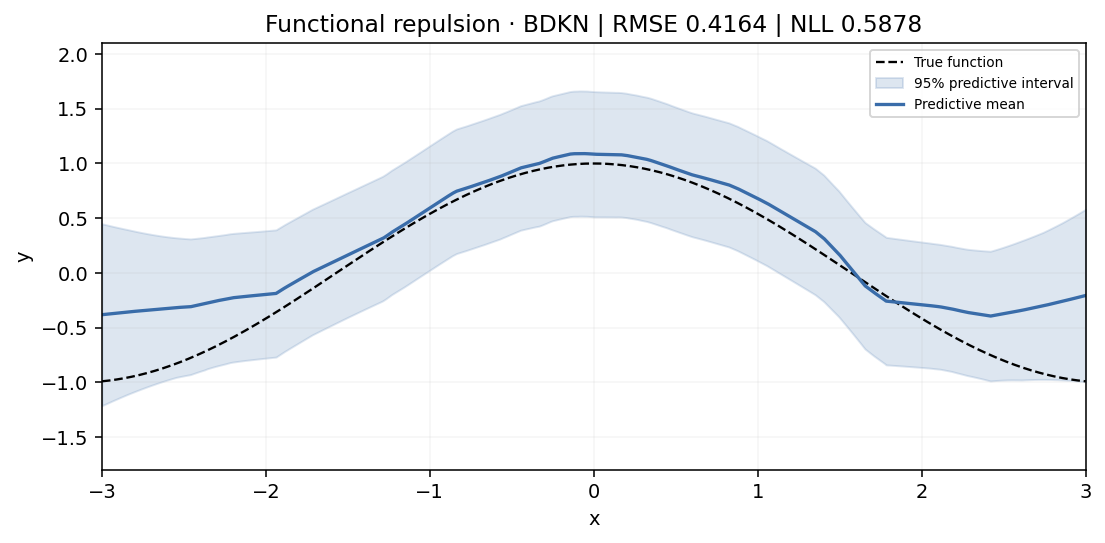 Functional repulsion · BDKN | RMSE 0.4164 | NLL 0.5878
True function
95% predictive interval
Predictive mean
2.0
1.5
1.0
0.5
0.0
−0.5
−1.0
−1.5
y
−3
−2
−1
0
1
2
3
x